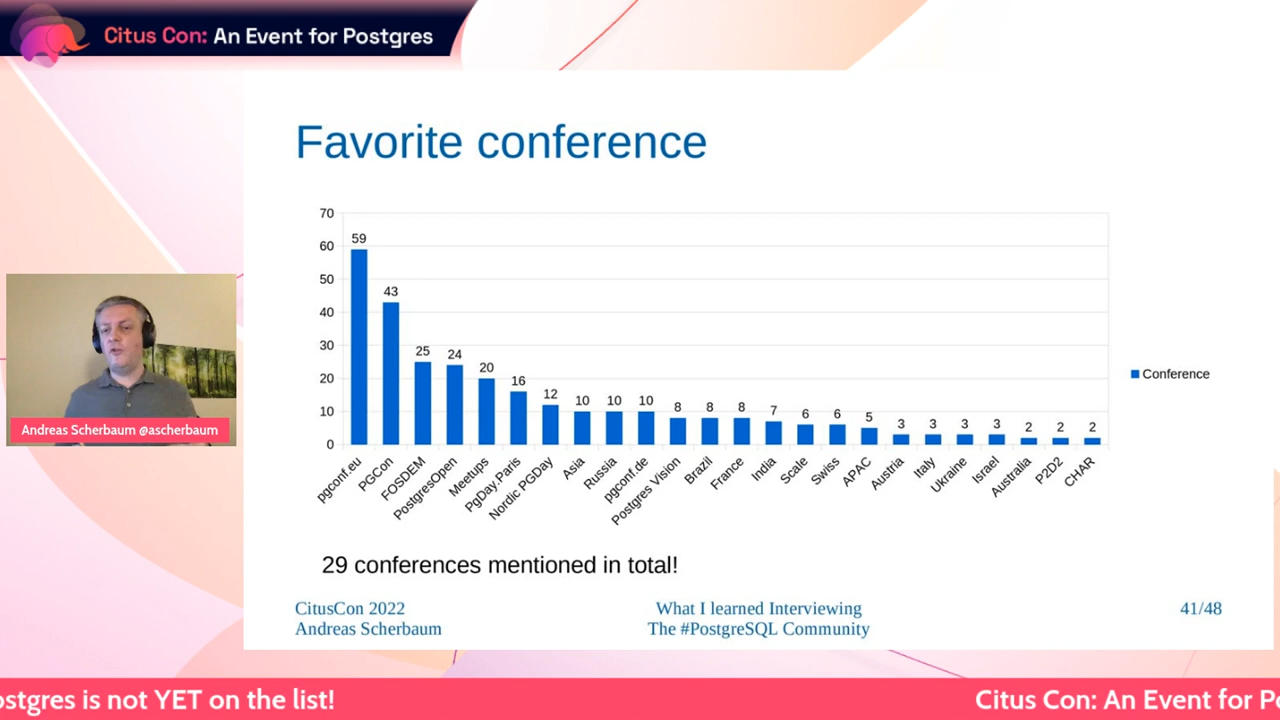 Citus Con: An Event for Postgres
Favorite conference
70
60
50
40
30
20
10
0
59
43
25
24
20
16
12
10
10
10
8
8
8
7
6
6
5
3
3
3
3
2
2
2
pgconf.eu
PGCon
FOSDEM
PostgresOpen
Meetups
PgDay.Paris
Nordic PGDay
Asia
Russia
pgconf.de
Postgres Vision
Brazil
France
India
Scale
Swiss
APAC
Austria
Italy
Ukraine
Israel
Australia
P2D2
CHAR
Conference
Andreas Scherbaum @ascherbaum
29 conferences mentioned in total!
CitusCon 2022
Andreas Scherbaum
What I learned Interviewing
The #PostgreSQL Community
41/48
ostgres is not YET on the list!
Citus Con: An Event for Po